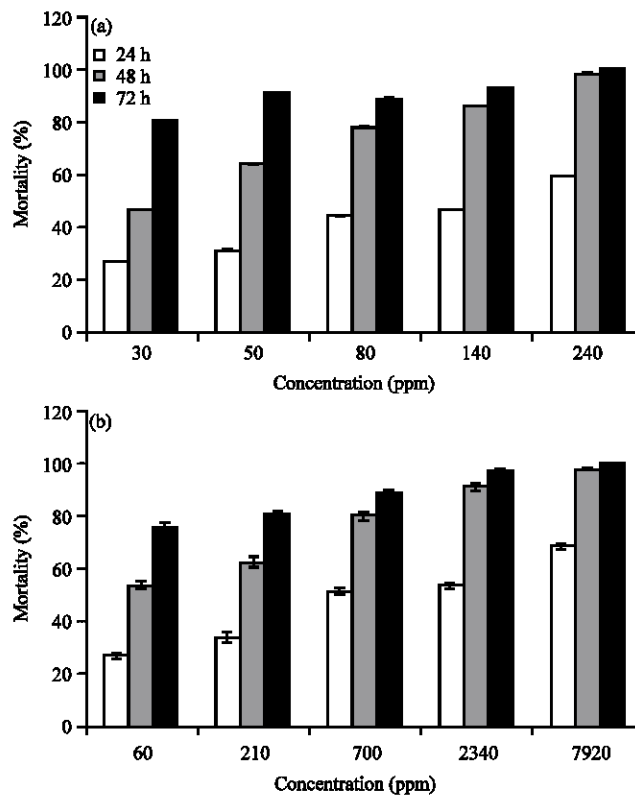 (a)
24 h
48 h
72 h
Mortality (%)
120
100
80
60
40
20
0
30 50 80 140 240
Concentration (ppm)
(b)
Mortality (%)
120
100
80
60
40
20
0
60 210 700 2340 7920
Concentration (ppm)